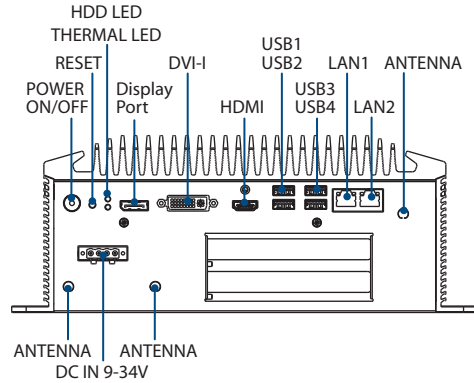 HDD LED
THERMAL LED
RESET
POWER
ON/OFF
Display
Port
DVI-I
HDMI
USB1
USB2
USB3
USB4
LAN1
LAN2
ANTENNA
ANTENNA
DC IN 9-34V
ANTENNA